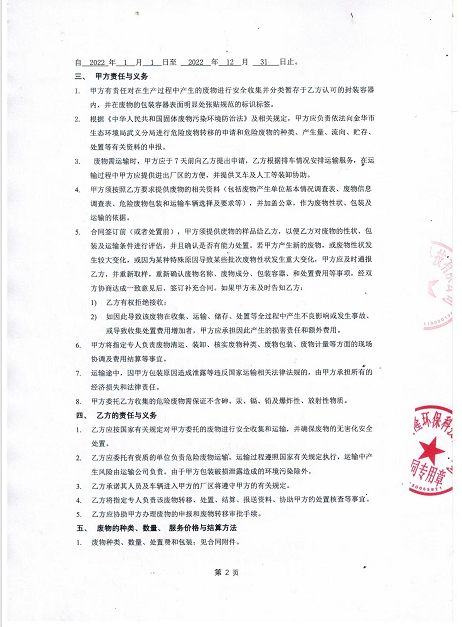 自 2022 年 1 月 1 日至 2022 年 12 月 31 日止。
三、 甲方责任与义务
1. 甲方有责任对在生产过程中产生的废物进行安全收集并分类暂存于乙方认可的封装容器
内，并在废物的包装容器表面明显处张贴规范的标识标签。
2. 根据《中华人民共和国固体废物污染环境防治法》及相关规定，甲方应负责依法向金华市
生态环境局武义分局进行危险废物转移的申请和危险废物的种类、产生量、流向、贮存、
处置等有关资料的申报。
3. 废物需运输时，甲方应于 7 天前向乙方提出申请，乙方根据排车情况安排运输服务，在运
输过程中甲方应提供进出厂区的方便，并提供叉车及人工等装卸协助。
4. 甲方须按照乙方要求提供废物的相关资料（包括废物产生单位基本情况调查表、废物信息
调查表、危险废物包装和运输车辆选择及要求等），并加盖公章，作为废物性状、包装及
运输的依据。
5. 合同签订前（或者处置前），甲方须提供废物的样品给乙方，以便乙方对废物的性状、包
装及运输条件进行评估，并且确认是否有能力处置。若甲方产生新的废物，或废物性状发
生较大变化，或因为某种特殊原因导致某些批次废物性状发生重大变化，甲方应及时通报
乙方，并重新取样，重新确认废物名称、废物成分、包装容器、和处置费用等事项，经双
方协商达成一致意见后，签订补充合同。如果甲方未及时告知乙方：
1) 乙方有权拒绝接收；
2) 如因此导致该废物在收集、运输、储存、处置等全过程中产生不良影响或发生事故、
或导致收集处置费用增加者，甲方应承担因此产生的损害责任和额外费用。
6. 甲方将指定专人负责废物清运、装卸、核实废物种类、废物包装、废物计量等方面的现场
协调及费用结算等事宜。
7. 运输途中，因甲方包装原因造成泄露等违反国家运输相关法律法规的，由甲方承担所有的
经济损失和法律责任。
8. 甲方委托乙方收集的危险废物需保证不含砷、汞、镉、铅及爆炸性、放射性物质。
四、 乙方的责任与义务
1. 乙方应按国家有关规定对甲方委托的废物进行安全收集和运输，并确保废物的无害化安全
处置。
2. 乙方应委托有资质的单位负责危险废物运输，运输过程遵照国家有关规定执行，运输中产
生风险由运输公司负责。由于甲方包装破损泄露造成的环境污染除外。
3. 乙方承诺其人员及车辆进入甲方的厂区将遵守甲方的有关规定。
4. 乙方将指定专人负责该废物转移、处置、结算、报送资料、协助甲方的处置核查等事宜。
5. 乙方应协助甲方办理废物的申报和废物转移审批手续。
五、 废物的种类、数量、 服务价格与结算方法
1. 废物种类、数量、处置费和包装：见合同附件。
第 2 页
环保科
同专用章